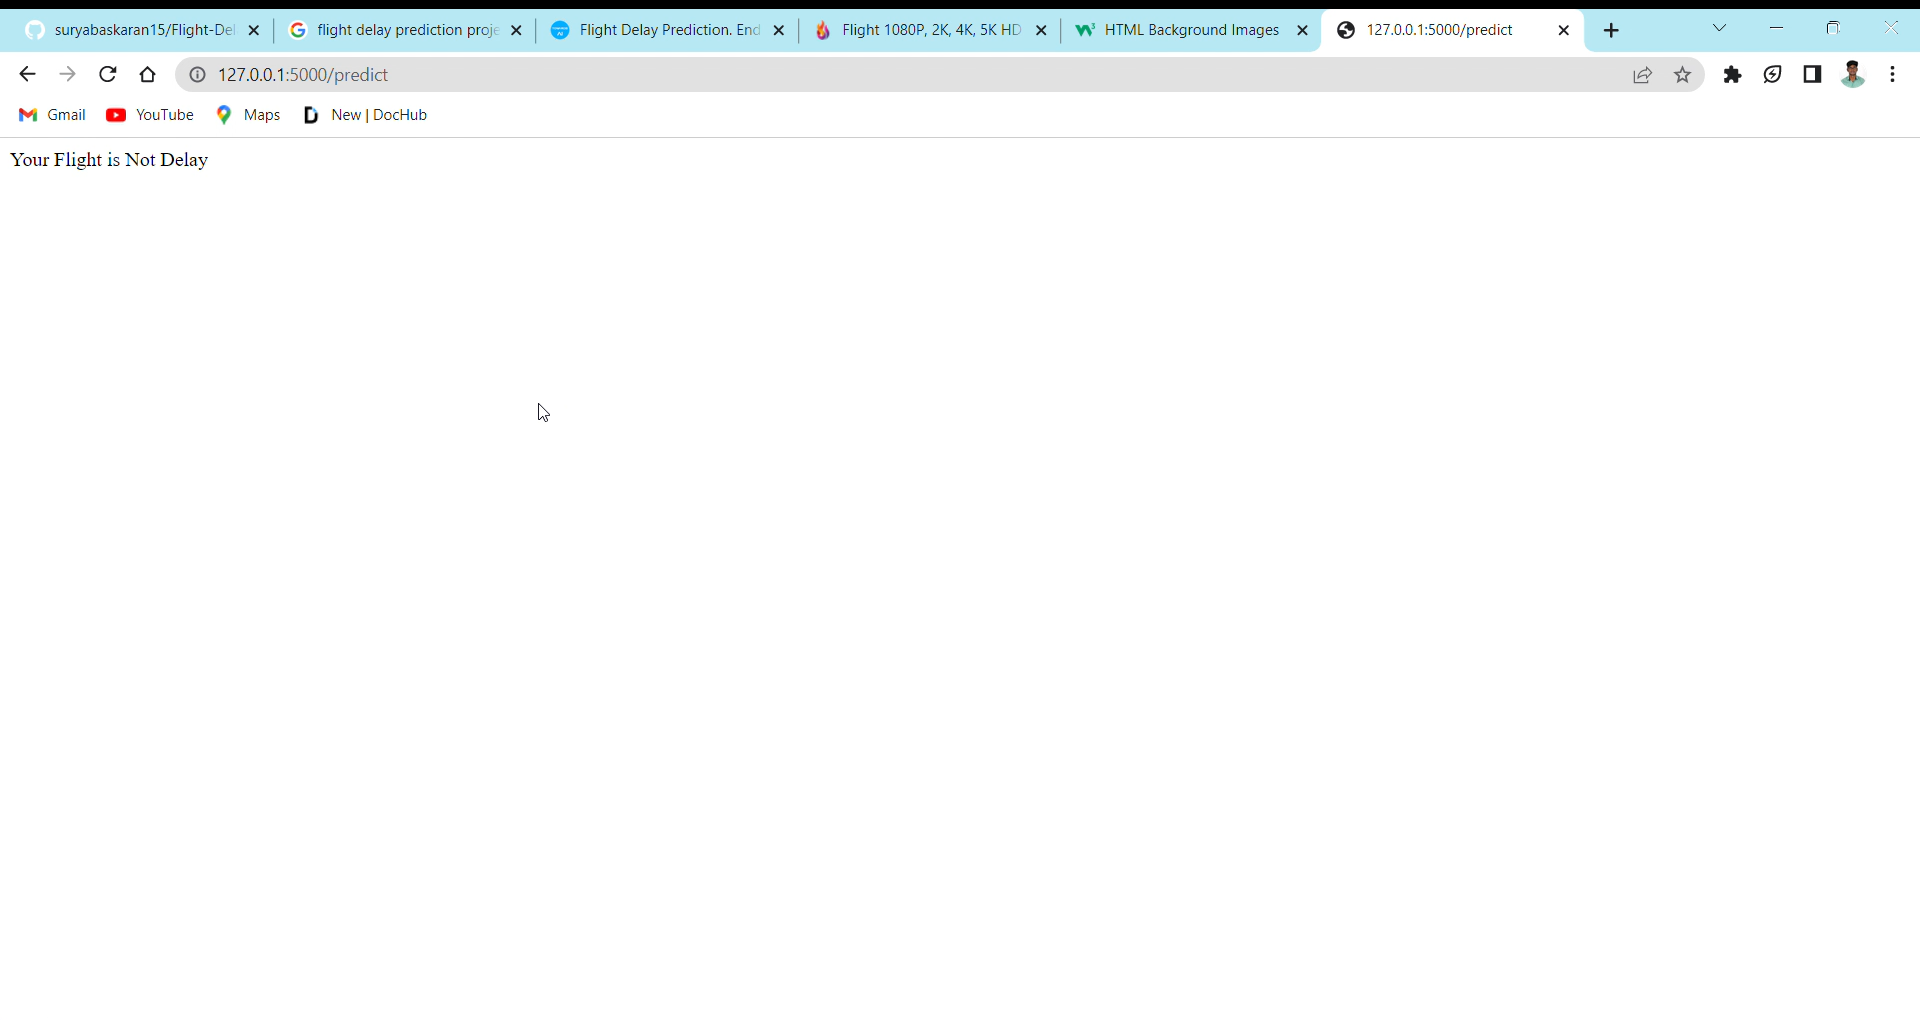 suryabaskaran15/Flight-Del
flight delay prediction proje
Flight Delay Prediction. End
Flight 1080P, 2K, 4K, 5K HD
HTML Background Images
127.0.0.1:5000/predict
127.0.0.1:5000/predict
Gmail
YouTube
Maps
New | DocHub
Your Flight is Not Delay